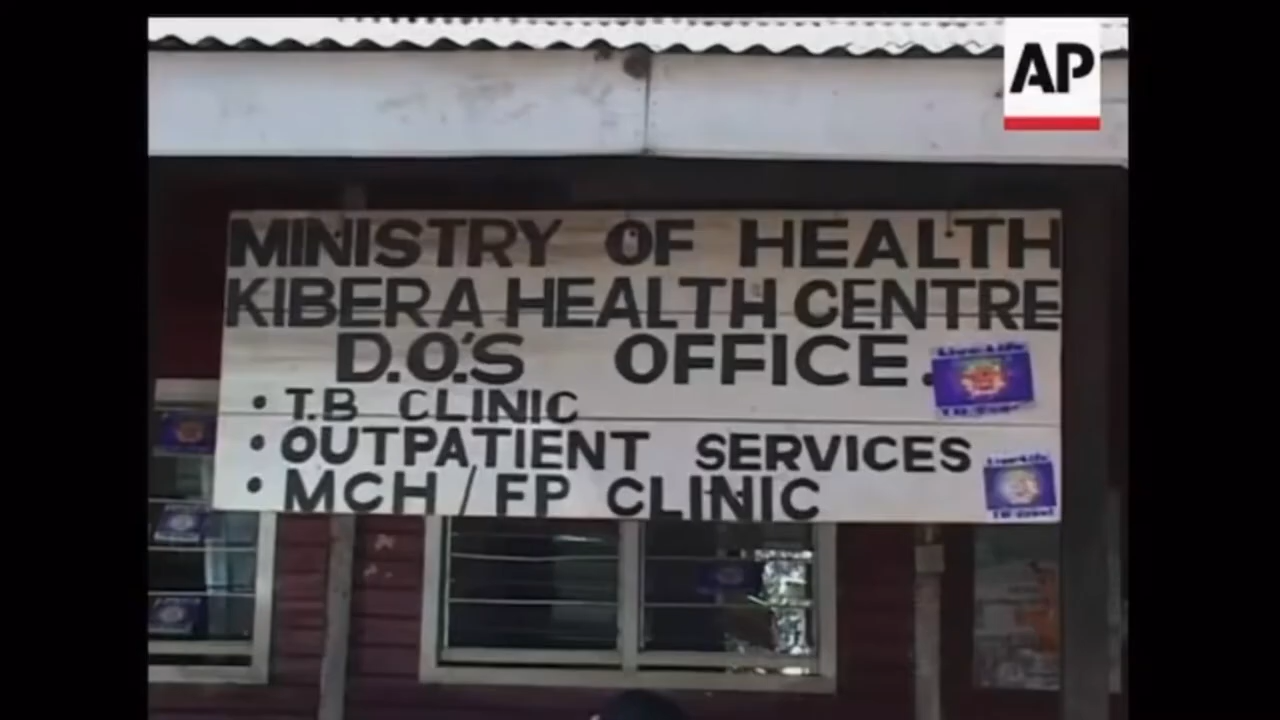 AP
MINISTRY OF HEALTH
KIBERA HEALTH CENTRE
D.O.'S OFFICE.
• T.B CLINIC
• OUTPATIENT SERVICES
• MCH / FP CLINIC